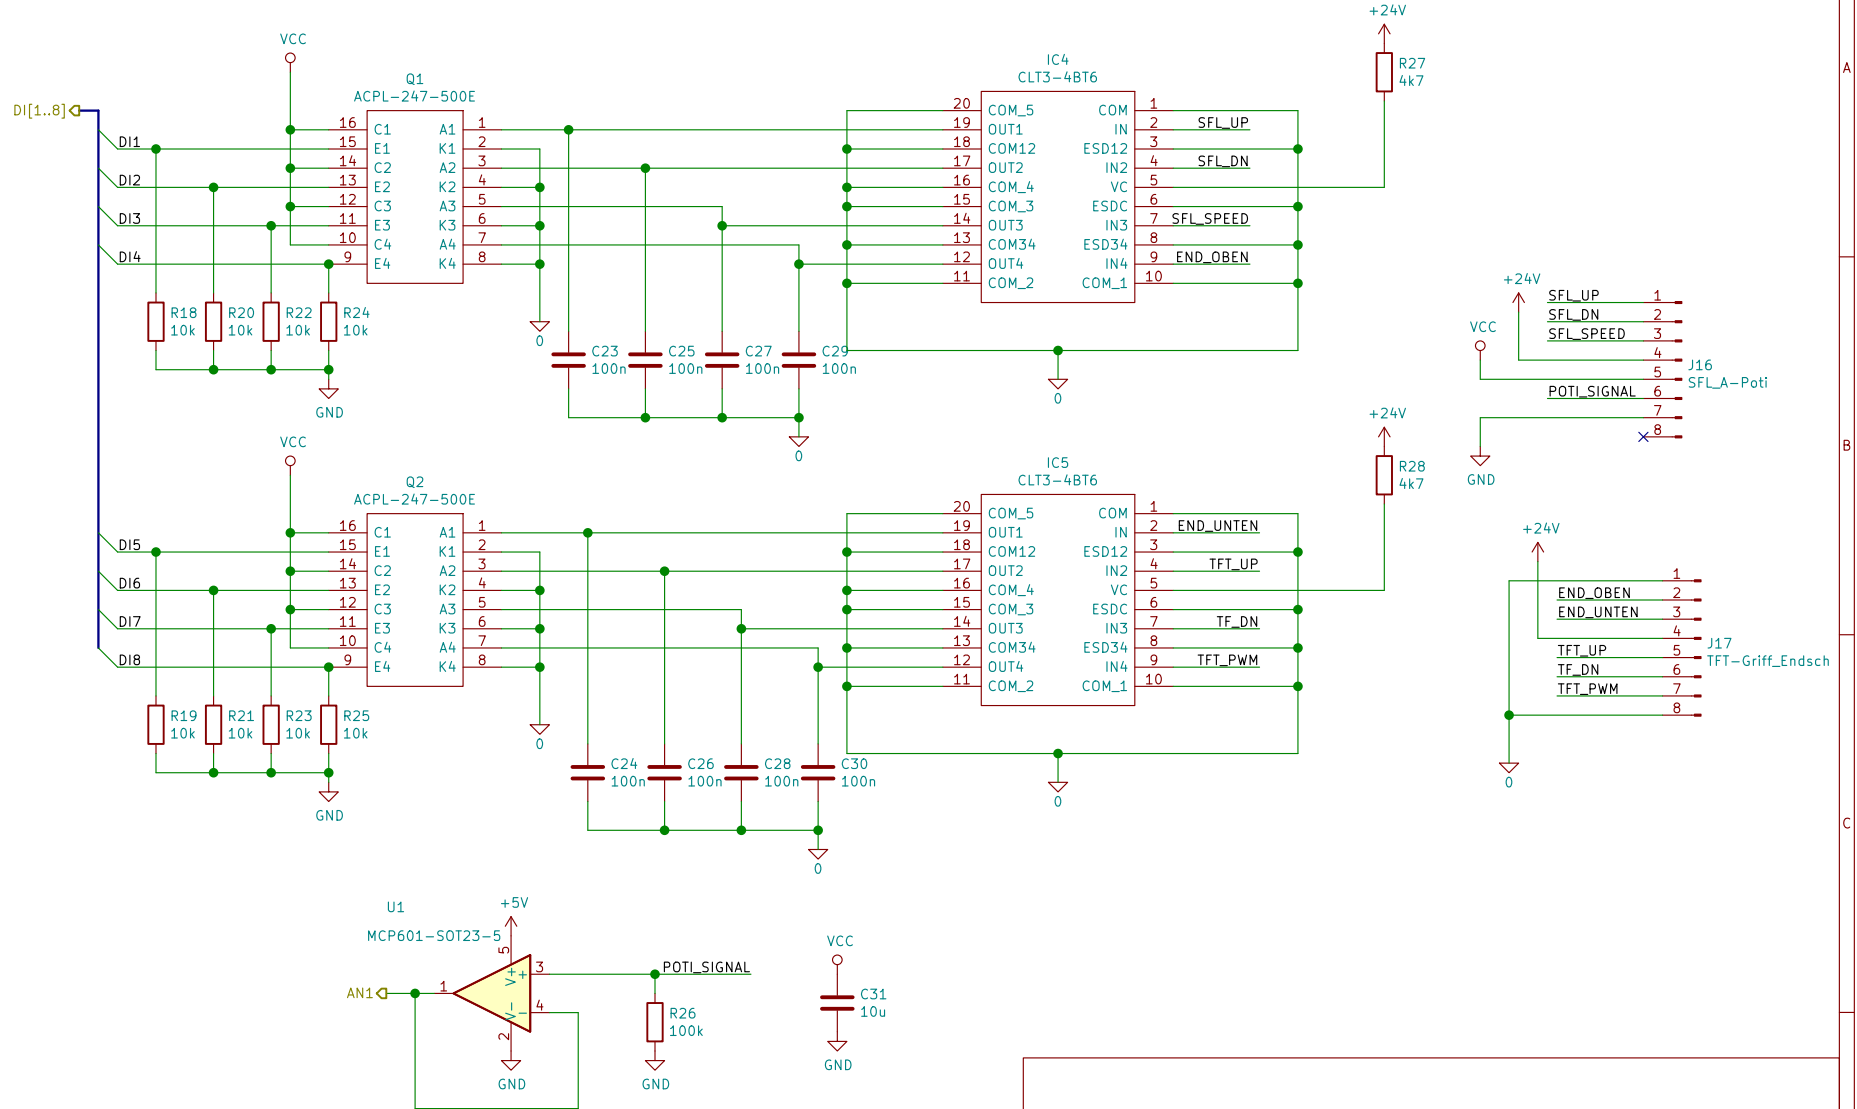 +24V
R27
4k7
A
VCC
Q1
ACPL-247-500E
IC4
CLT3-4BT6
DI[1..8]
DI1
DI2
DI3
DI4
16 C1 A1 1
15 E1 K1 2
14 C2 A2 3
13 E2 K2 4
12 C3 A3 5
11 E3 K3 6
10 C4 A4 7
9 E4 K4 8
20 COM_5 COM 1
19 OUT1 IN 2 SFL_UP
18 COM12 ESD12 3
17 OUT2 IN2 4 SFL_DN
16 COM_4 VC 5
15 COM_3 ESDC 6
14 OUT3 IN3 7 SFL_SPEED
13 COM34 ESD34 8
12 OUT4 IN4 9 END_OBEN
11 COM_2 COM_1 10
R18
10k
R20
10k
R22
10k
R24
10k
GND
0
C23
100n
C25
100n
C27
100n
C29
100n
0
0
+24V
VCC
SFL_UP 1
SFL_DN 2
SFL_SPEED 3
4
5
POTI_SIGNAL 6
7
8
J16
SFL_A-Poti
GND
B
+24V
R28
4k7
VCC
Q2
ACPL-247-500E
IC5
CLT3-4BT6
DI5
DI6
DI7
DI8
16 C1 A1 1
15 E1 K1 2
14 C2 A2 3
13 E2 K2 4
12 C3 A3 5
11 E3 K3 6
10 C4 A4 7
9 E4 K4 8
20 COM_5 COM 1
19 OUT1 IN 2 END_UNTEN
18 COM12 ESD12 3
17 OUT2 IN2 4 TFT_UP
16 COM_4 VC 5
15 COM_3 ESDC 6
14 OUT3 IN3 7 TF_DN
13 COM34 ESD34 8
12 OUT4 IN4 9 TFT_PWM
11 COM_2 COM_1 10
R19
10k
R21
10k
R23
10k
R25
10k
GND
0
C24
100n
C26
100n
C28
100n
C30
100n
0
0
+24V
1
END_OBEN 2
END_UNTEN 3
4
TFT_UP 5
TF_DN 6
TFT_PWM 7
8
J17
TFT-Griff_Endsch
0
C
U1
MCP601-SOT23-5
+5V
5
V+
+
3
POTI_SIGNAL
AN1
1
V-
-
4
2
GND
R26
100k
GND
VCC
C31
10u
GND